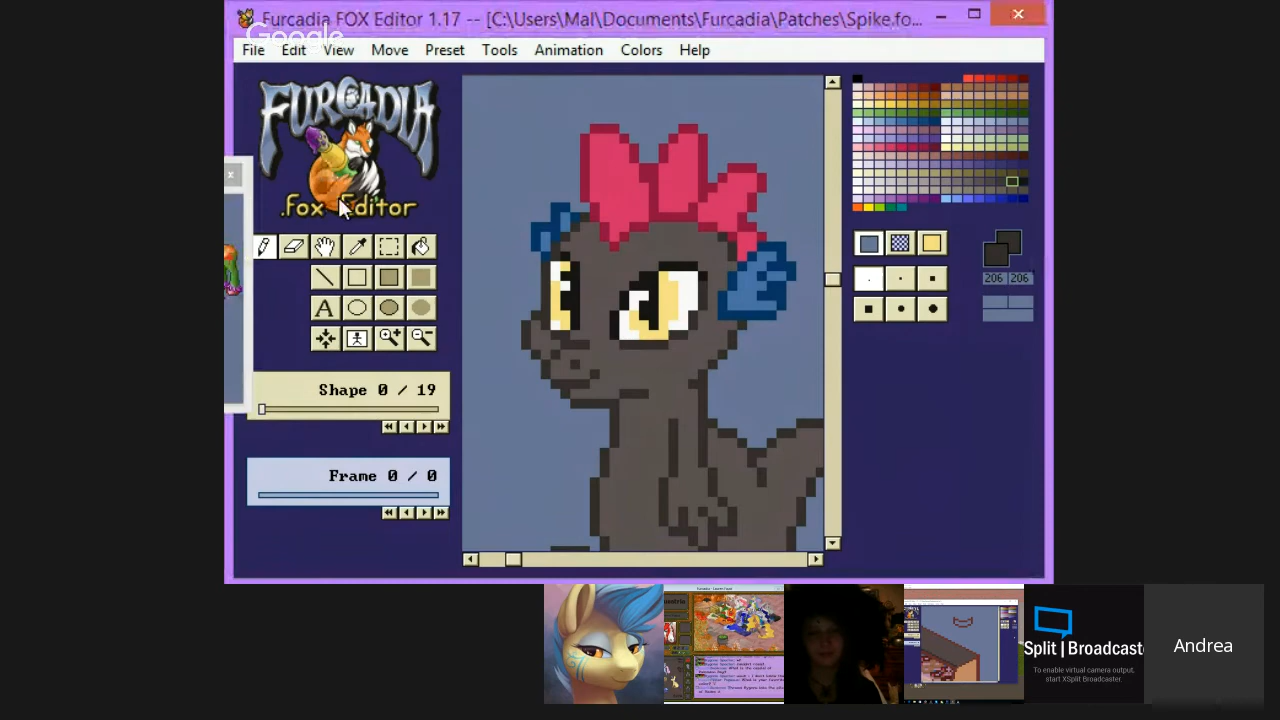 Furcadia FOX Editor 1.17 -- [C:\Users\Mal\Documents\Furcadia\Patches\Spike.fo...
Google
File Edit View Move Preset Tools Animation Colors Help
FURCADIA
.fox Editor
x
A
206 206
Shape 0 / 19
Frame 0 / 0
Split | Broadcaste
To enable virtual camera output,
start XSplit Broadcaster.
Andrea